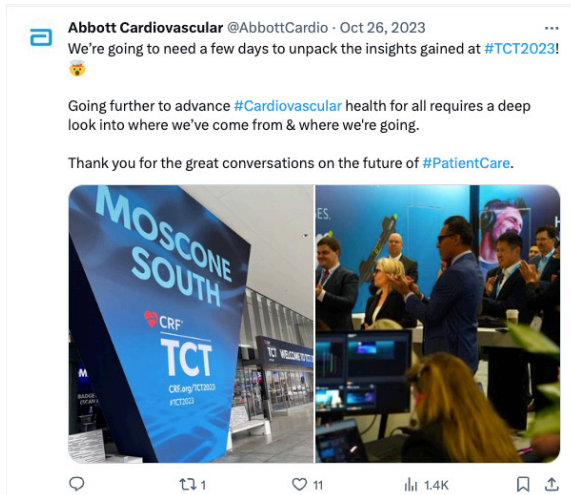 Abbott Cardiovascular @AbbottCardio · Oct 26, 2023
We’re going to need a few days to unpack the insights gained at #TCT2023!
🤯
Going further to advance #Cardiovascular health for all requires a deep
look into where we’ve come from & where we're going.
Thank you for the great conversations on the future of #PatientCare.
MOSCONE
SOUTH
CRF®
TCT
CRF.org/TCT2023
#TCT2023
TCT WELCOME TO TCT
M
BADGE
SES.
1
11
1.4K